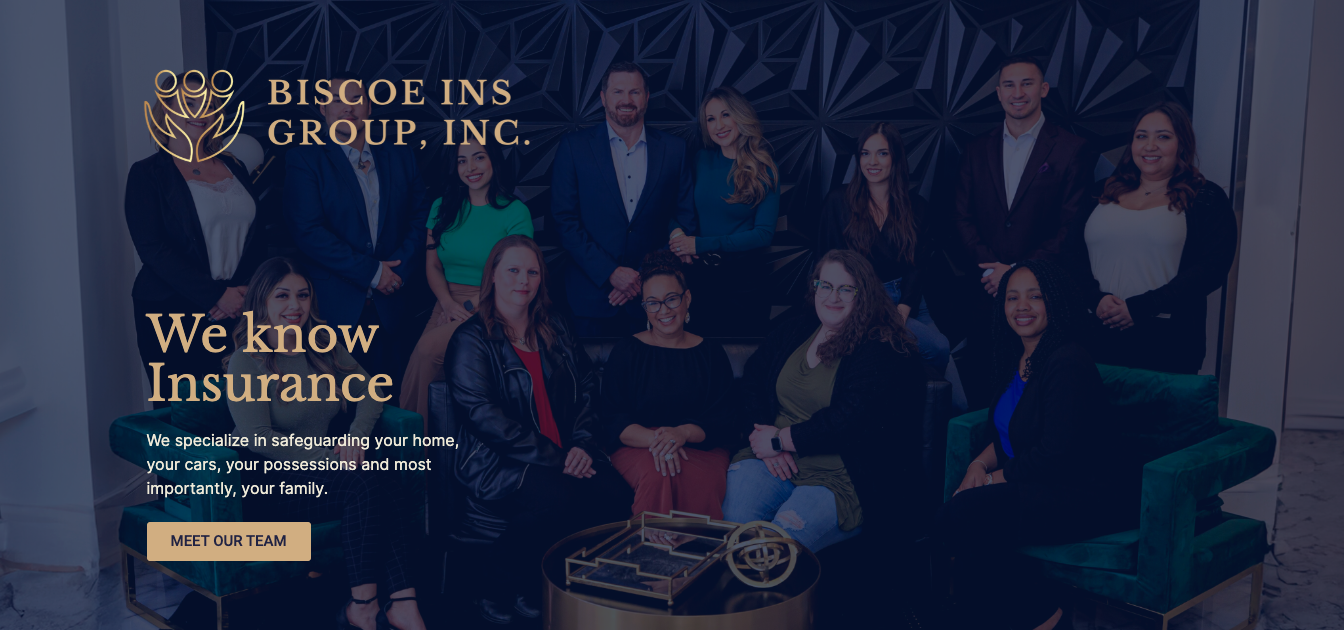 BISCOE INS
GROUP, INC.
We know
Insurance
We specialize in safeguarding your home,
your cars, your possessions and most
importantly, your family.
MEET OUR TEAM